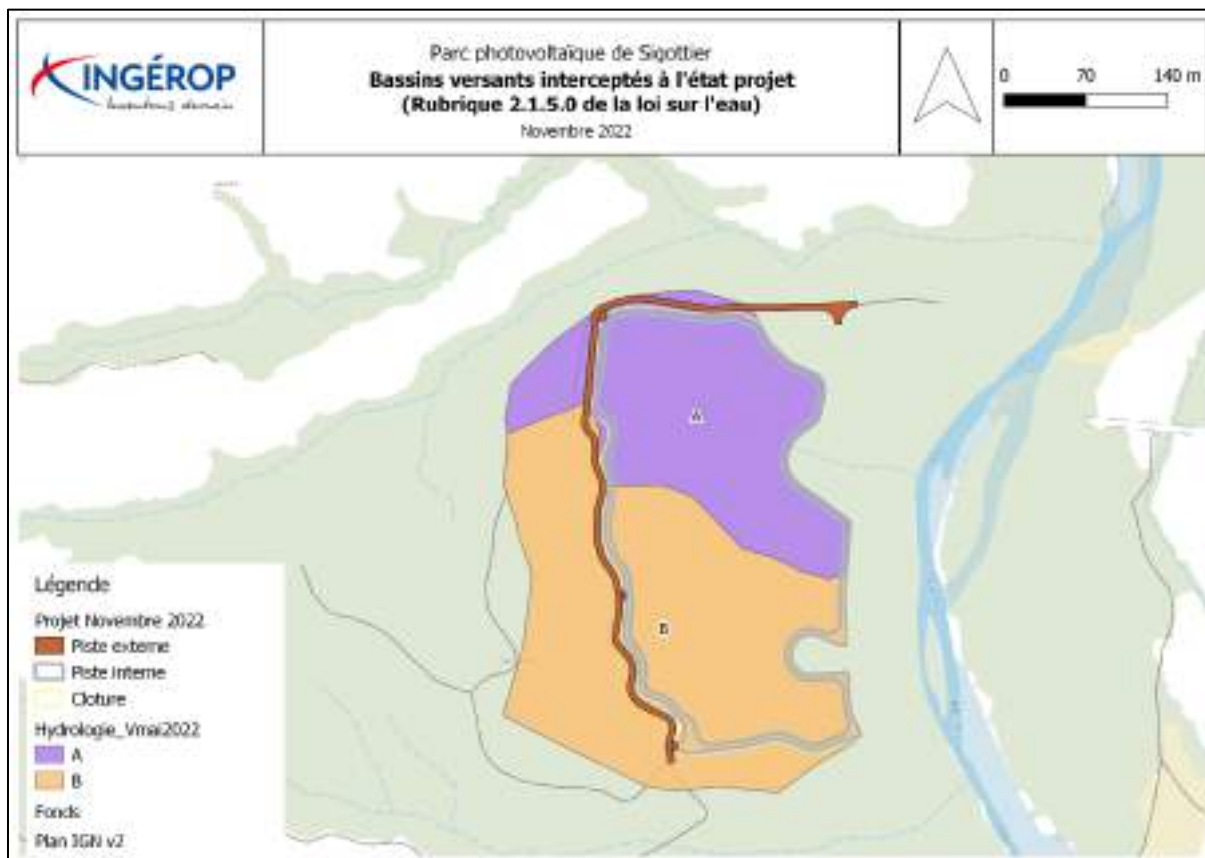 INGÉROP
Inventons demain
Parc photovoltaïque de Sigottier
Bassins versants interceptés à l'état projet
(Rubrique 2.1.5.0 de la loi sur l'eau)
Novembre 2022
0 70 140 m
A
B
Légende
Projet Novembre 2022
Piste externe
Piste interne
Cloture
Hydrologie_Vmai2022
A
B
Fonds
Plan IGN v2